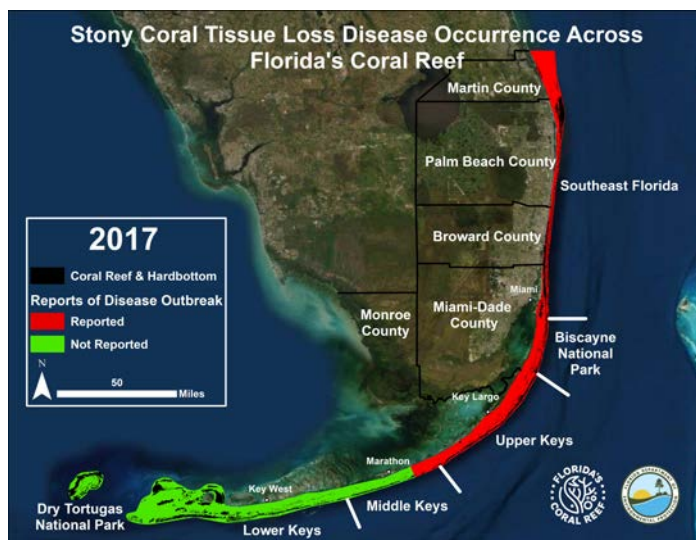 Stony Coral Tissue Loss Disease Occurrence Across
Florida's Coral Reef
Martin County
Palm Beach County
Southeast Florida
2017
Coral Reef & Hardbottom
Reports of Disease Outbreak
Reported
Not Reported
N
50
Miles
Broward County
Miami
Monroe
County
Miami-Dade
County
Biscayne
National
Park
Key Largo
Upper Keys
Marathon
Middle Keys
Key West
Lower Keys
Dry Tortugas
National Park
FLORIDA'S
CORAL REEF